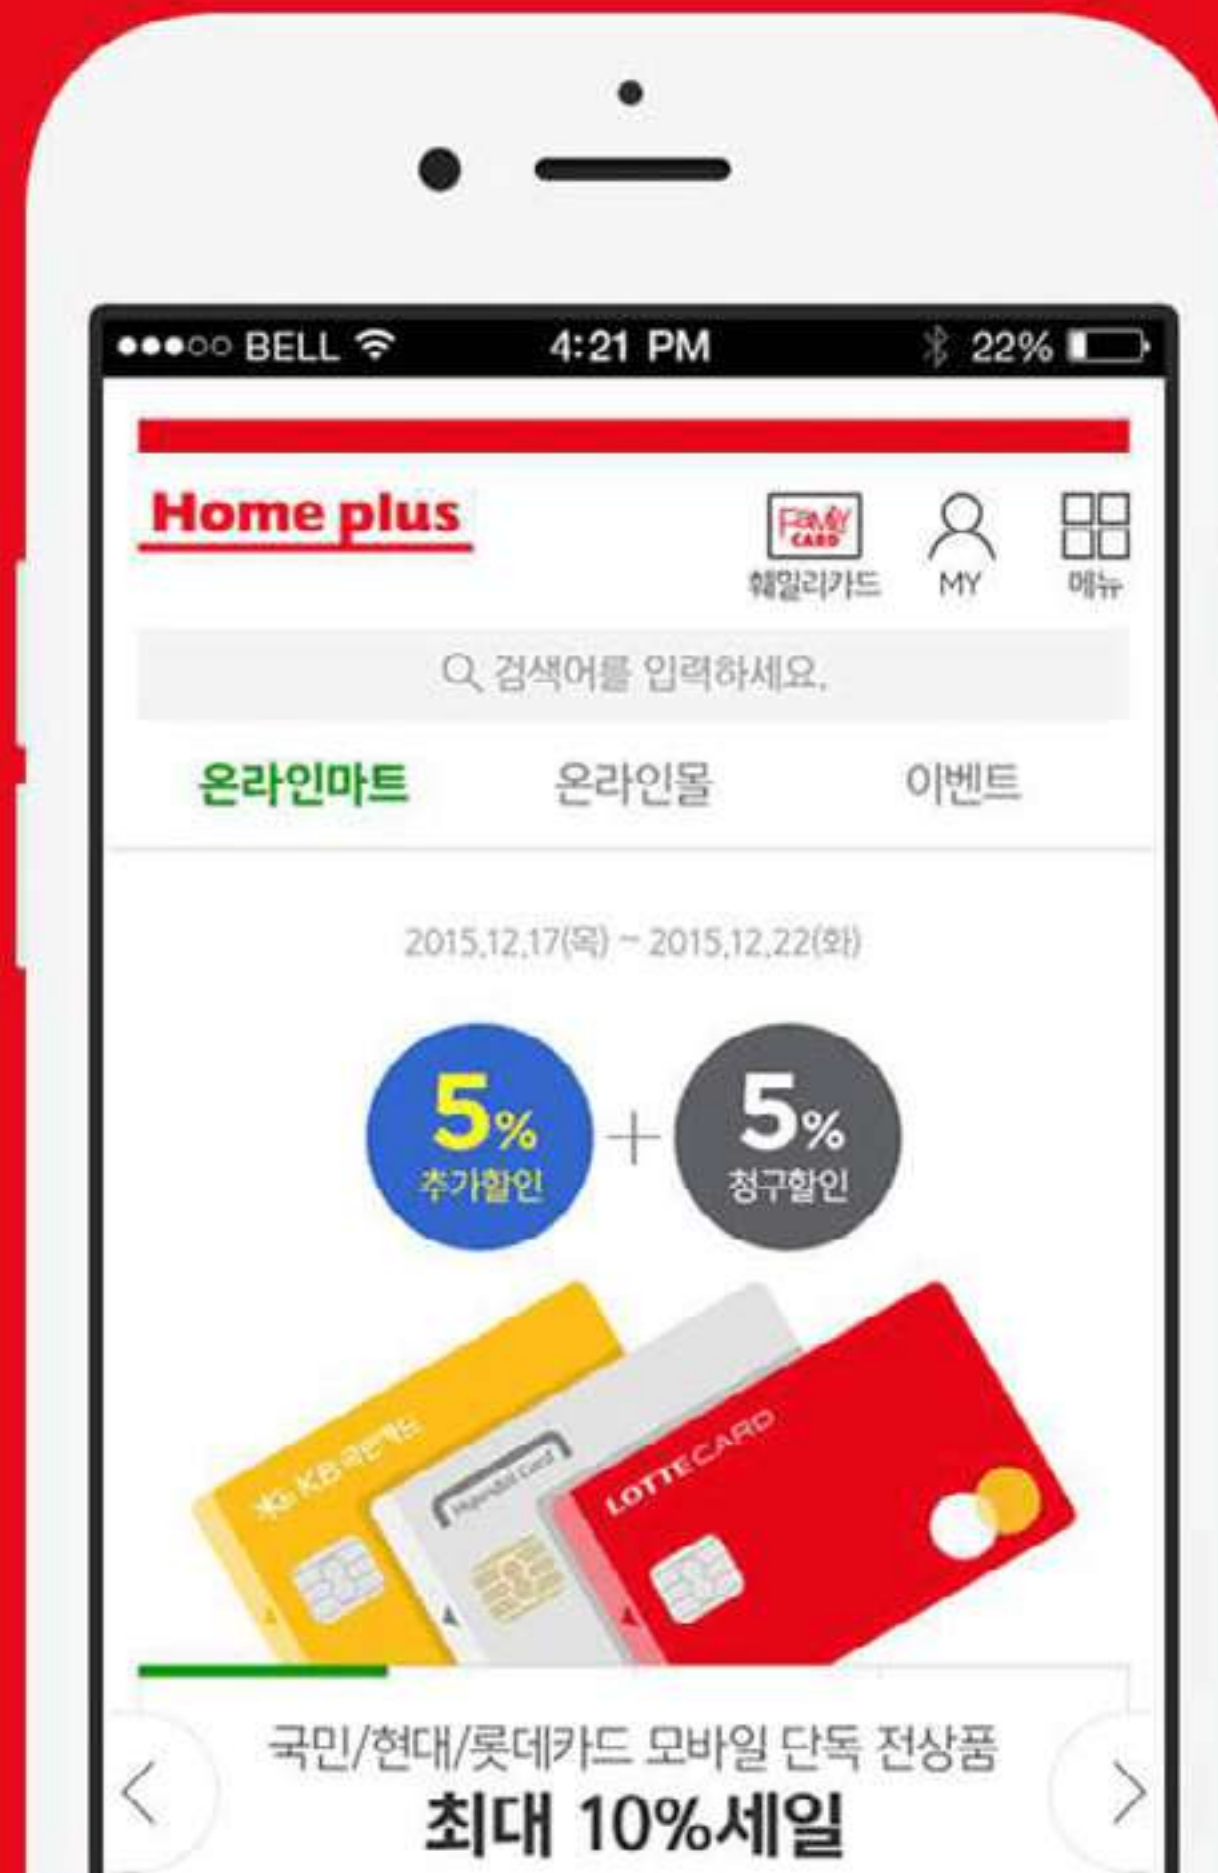 BELL 4:21 PM 22%
Home plus
FaMilY
CARD
훼밀리카드 MY 메뉴
검색어를 입력하세요.
온라인마트 온라인몰 이벤트
2015.12.17(목) ~ 2015.12.22(화)
5% + 5%
추가할인 청구할인
KB국민카드
Hyundai Card
LOTTECARD
국민/현대/롯데카드 모바일 단독 전상품
최대 10%세일